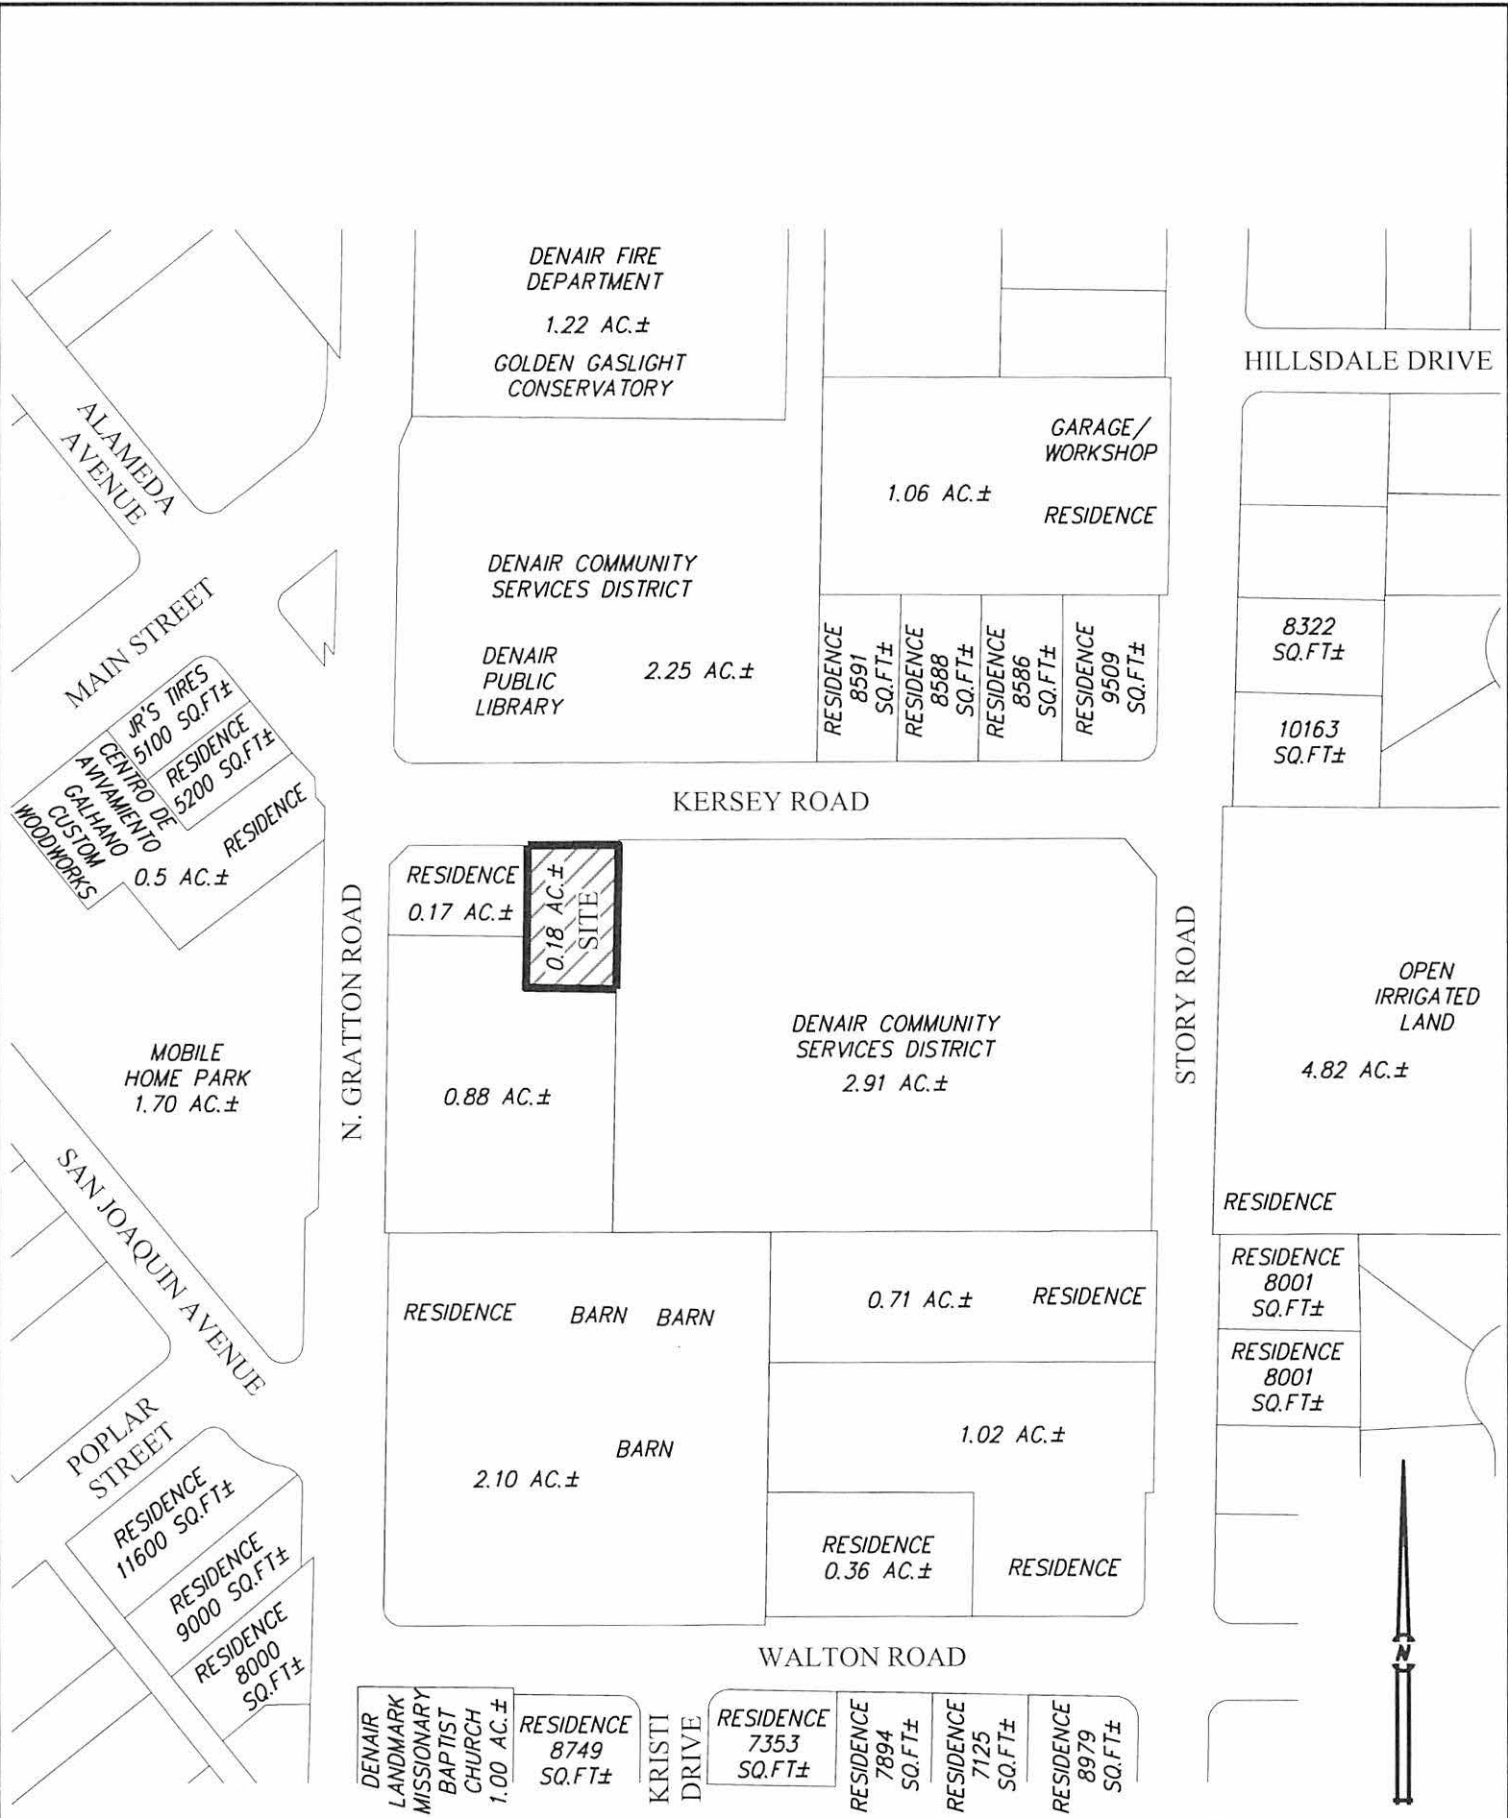 DENAIR FIRE
DEPARTMENT
1.22 AC.±
GOLDEN GASLIGHT
CONSERVATORY
HILLSDALE DRIVE
ALAMEDA
AVENUE
GARAGE/
WORKSHOP
1.06 AC.±
RESIDENCE
DENAIR COMMUNITY
SERVICES DISTRICT
DENAIR
PUBLIC
LIBRARY
2.25 AC.±
RESIDENCE
8591
SQ.FT±
RESIDENCE
8588
SQ.FT±
RESIDENCE
8586
SQ.FT±
RESIDENCE
9509
SQ.FT±
8322
SQ.FT±
10163
SQ.FT±
MAIN STREET
JR'S TIRES
5100 SQ.FT±
RESIDENCE
5200 SQ.FT±
CENTRO DE
AVIVAMIENTO
GALHANO
CUSTOM
WOODWORKS
RESIDENCE
0.5 AC.±
KERSEY ROAD
RESIDENCE
0.17 AC.±
0.18 AC.±
SITE
N. GRATTON ROAD
STORY ROAD
OPEN
IRRIGATED
LAND
4.82 AC.±
RESIDENCE
DENAIR COMMUNITY
SERVICES DISTRICT
2.91 AC.±
0.88 AC.±
MOBILE
HOME PARK
1.70 AC.±
SAN JOAQUIN AVENUE
RESIDENCE
8001
SQ.FT±
RESIDENCE
8001
SQ.FT±
RESIDENCE
BARN
BARN
BARN
2.10 AC.±
0.71 AC.±
RESIDENCE
1.02 AC.±
RESIDENCE
0.36 AC.±
RESIDENCE
POPLAR
STREET
RESIDENCE
11600 SQ.FT±
RESIDENCE
9000 SQ.FT±
RESIDENCE
8000
SQ.FT±
WALTON ROAD
DENAIR
LANDMARK
MISSIONARY
BAPTIST
CHURCH
1.00 AC.±
RESIDENCE
8749
SQ.FT±
KRISTI
DRIVE
RESIDENCE
7353
SQ.FT±
RESIDENCE
7894
SQ.FT±
RESIDENCE
7125
SQ.FT±
RESIDENCE
8979
SQ.FT±
N